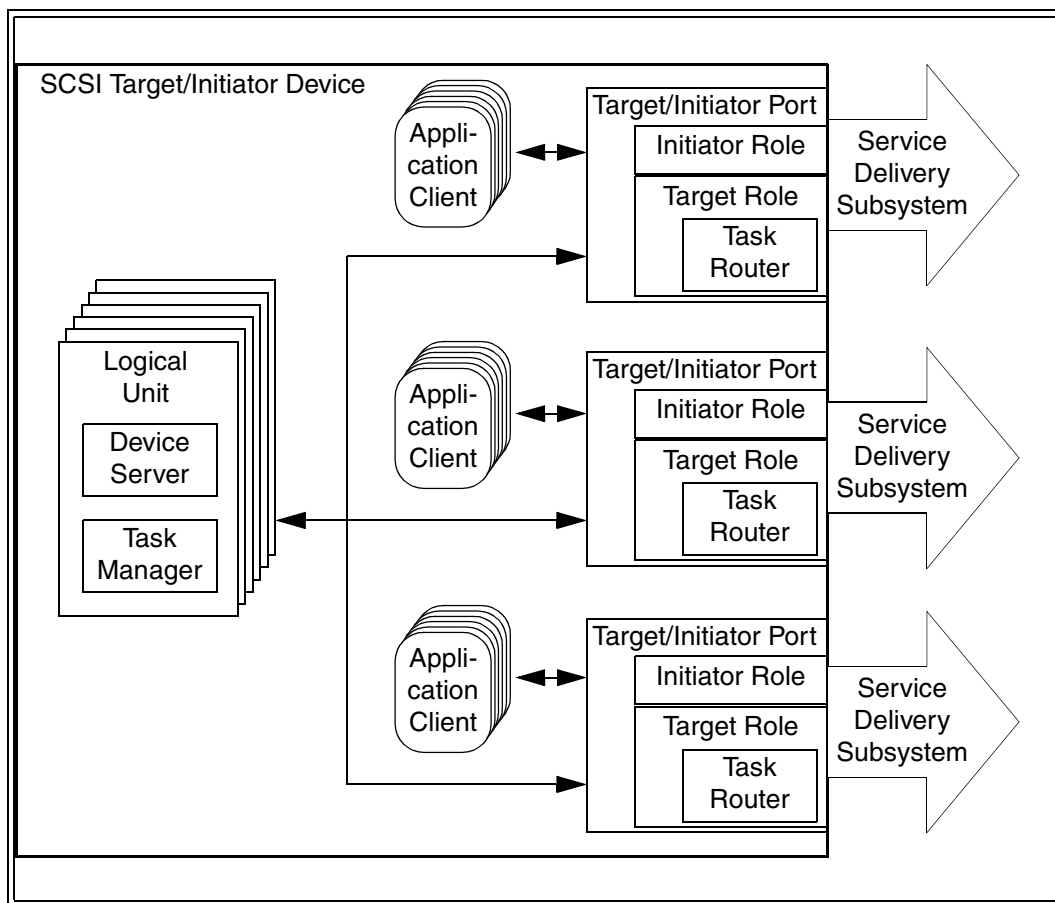 SCSI Target/Initiator Device
Appli-
cation
Client
Target/Initiator Port
Initiator Role
Target Role
Task
Router
Service
Delivery
Subsystem
Logical
Unit
Device
Server
Task
Manager
Appli-
cation
Client
Target/Initiator Port
Initiator Role
Target Role
Task
Router
Service
Delivery
Subsystem
Appli-
cation
Client
Target/Initiator Port
Initiator Role
Target Role
Task
Router
Service
Delivery
Subsystem